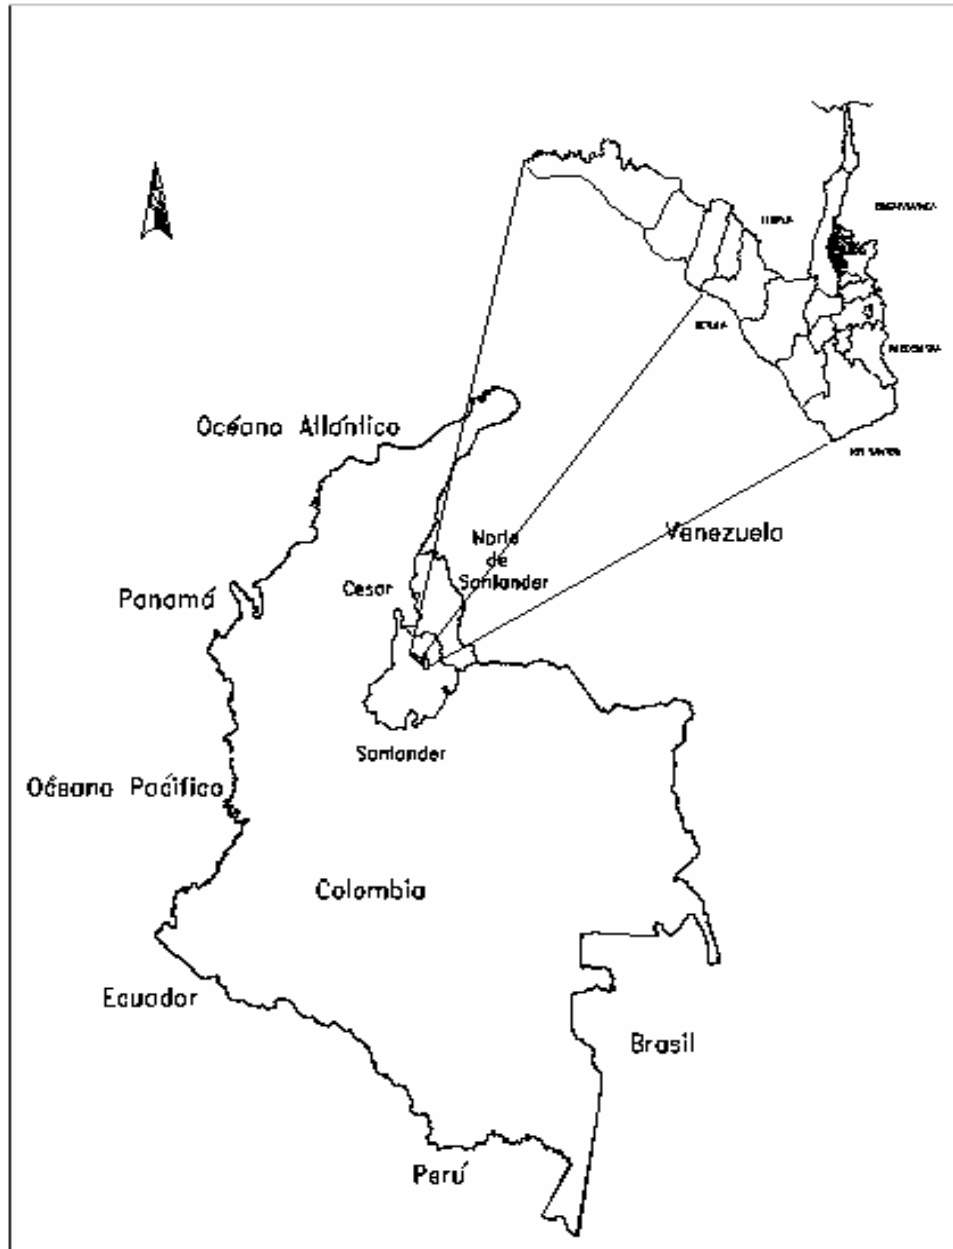 Océano Atlántico
Venezuela
Norte
de
Santander
Cesar
Panamá
Santander
Océano Pacífico
Colombia
Ecuador
Brasil
Perú